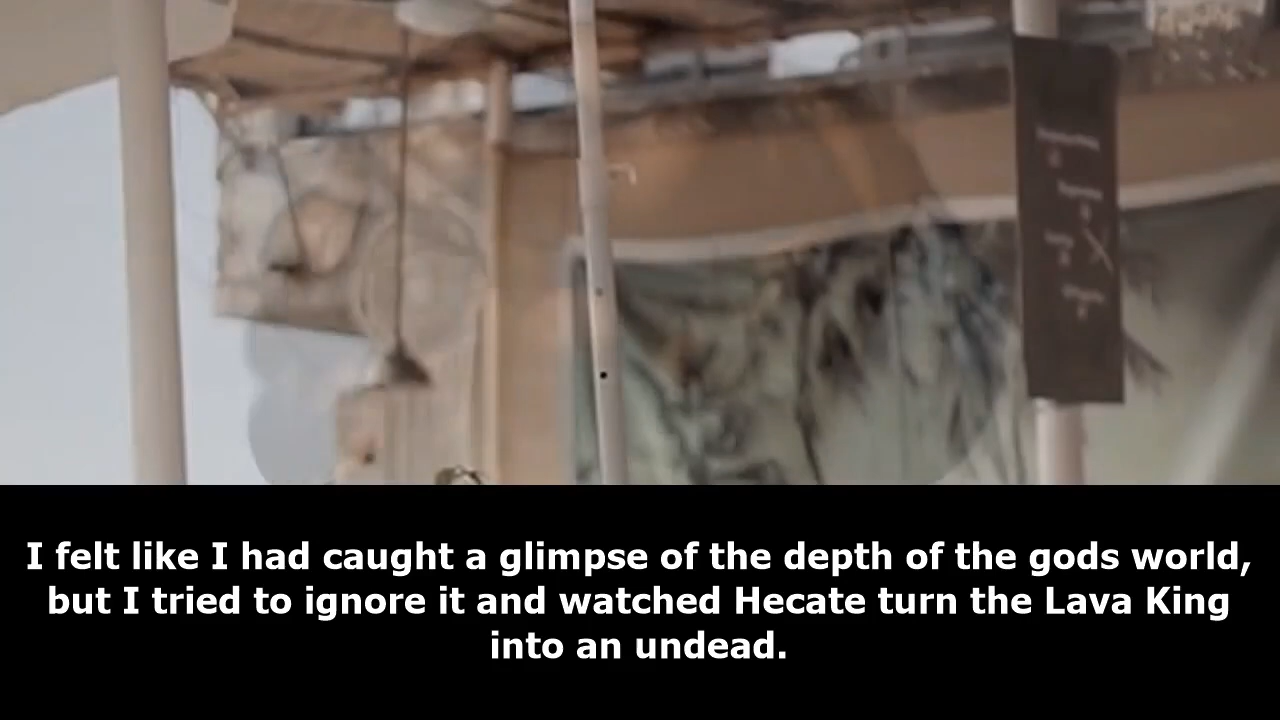 I felt like I had caught a glimpse of the depth of the gods world,
but I tried to ignore it and watched Hecate turn the Lava King
into an undead.